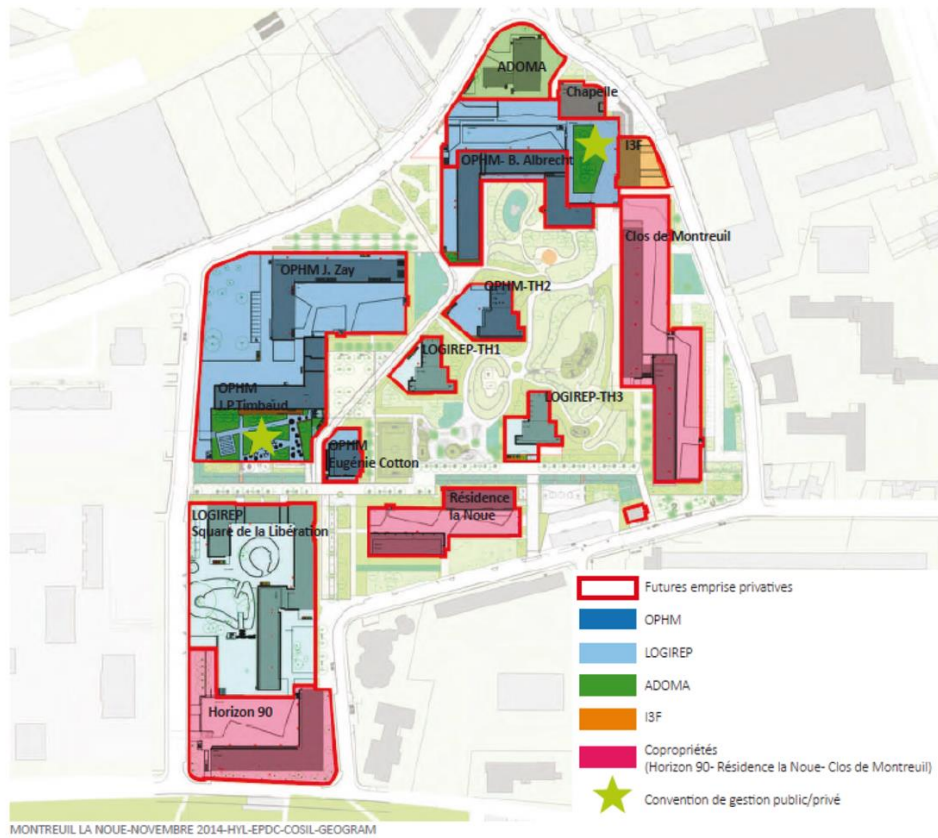 ADOMA
Chapelle
I3F
OPHM- B. Albrecht
Clos de Montreuil
OPHM J. Zay
OPHM-TH2
LOGIREP-TH1
LOGIREP-TH3
OPHM
J.P.Timbaud
OPHM
Eugénie Cotton
Résidence
la Noue
LOGIREP
Square de la Libération
Horizon 90
Futures emprise privatives
OPHM
LOGIREP
ADOMA
I3F
Copropriétés
(Horizon 90- Résidence la Noue- Clos de Montreuil)
Convention de gestion public/privé
MONTREUIL LA NOUE-NOVEMBRE 2014-HYL-EPDC-COSIL-GEOGRAM